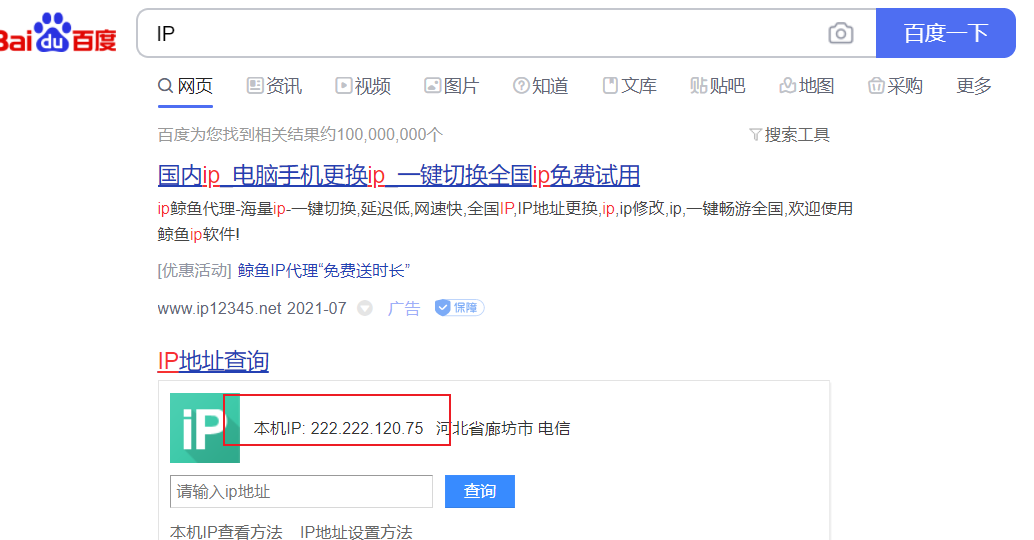 Bai du 百度 IP 百度一下
网页 资讯 视频 图片 知道 文库 贴吧 地图 采购 更多
百度为您找到相关结果约100,000,000个 搜索工具
国内ip_电脑手机更换ip_一键切换全国ip免费试用
ip鲸鱼代理-海量ip-一键切换,延迟低,网速快,全国IP,IP地址更换,ip,ip修改,ip,一键畅游全国,欢迎使用
鲸鱼ip软件!
[优惠活动] 鲸鱼IP代理“免费送时长”
www.ip12345.net 2021-07 广告 保障
IP地址查询
iP 本机IP: 222.222.120.75 河北省廊坊市 电信
请输入ip地址 查询
本机IP查看方法 IP地址设置方法